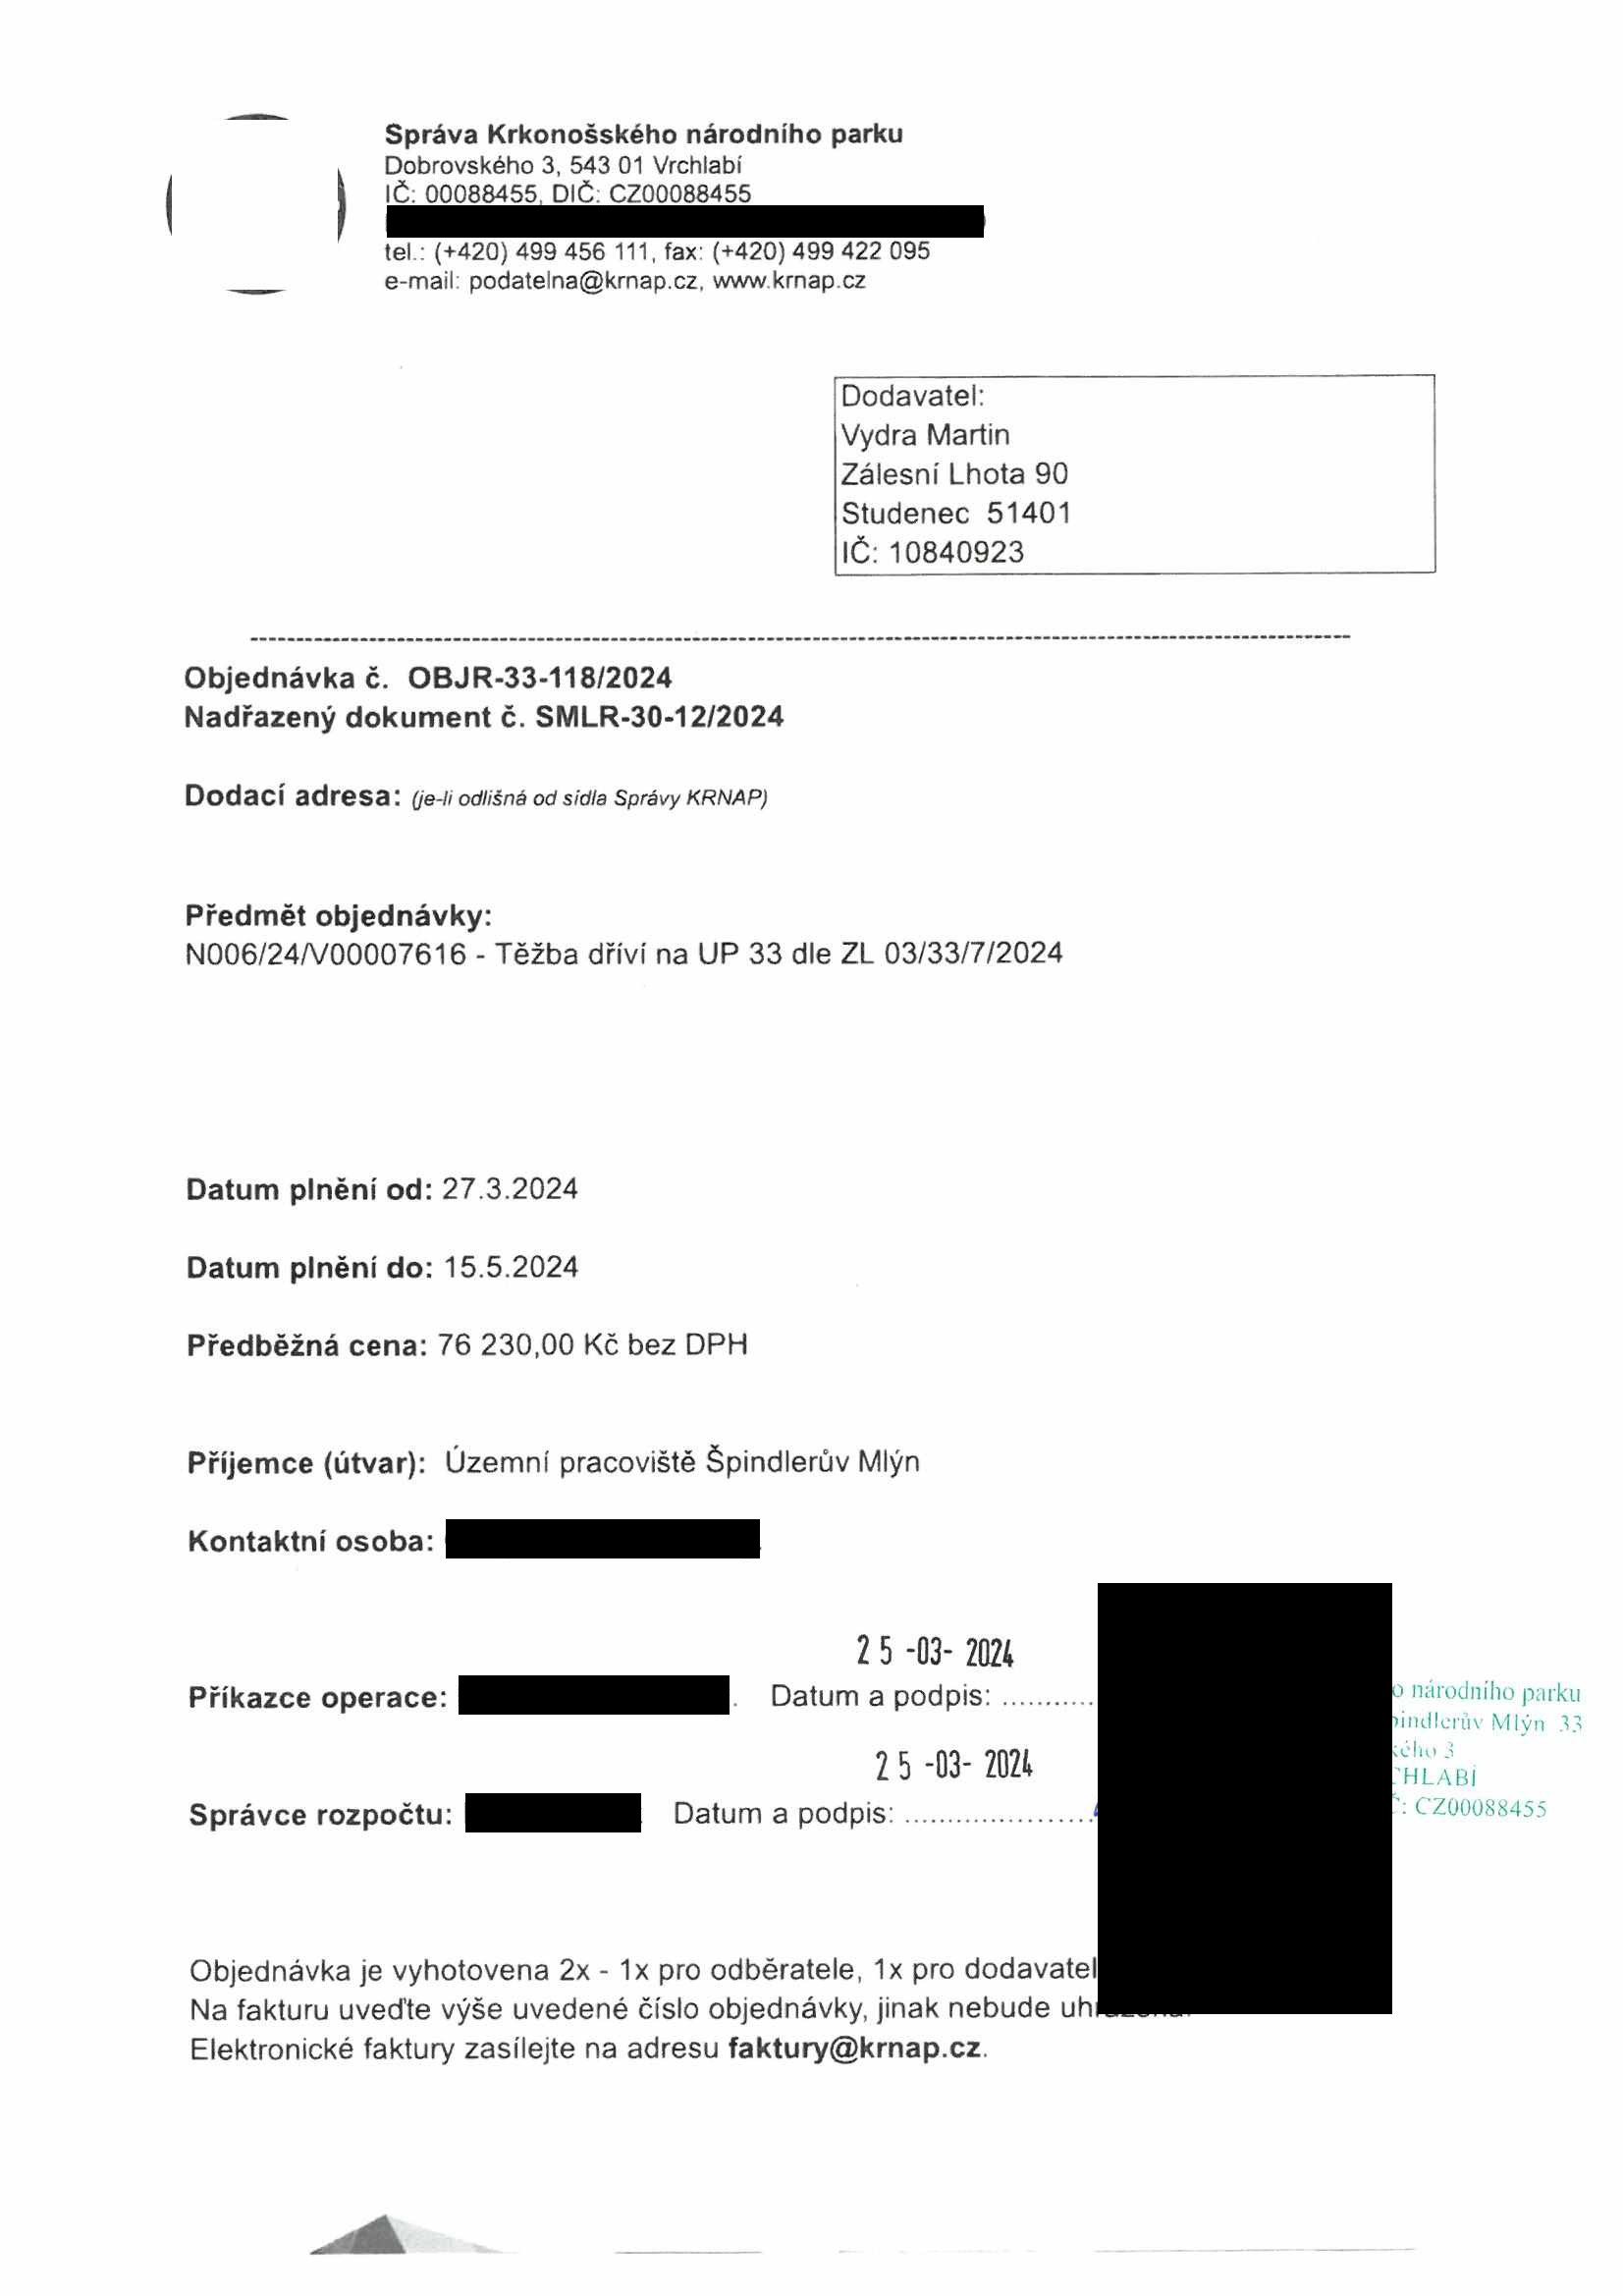 Správa Krkonošského národního parku
Dobrovského 3, 543 01 Vrchlabí
IČ: 00088455, DIČ: CZ00088455
tel.: (+420) 499 456 111, fax: (+420) 499 422 095
e-mail: podatelna@krnap.cz, www.krnap.cz
Dodavatel:
Vydra Martin
Zálesní Lhota 90
Studenec 51401
IČ: 10840923
Objednávka č. OBJR-33-118/2024
Nadřazený dokument č. SMLR-30-12/2024
Dodací adresa: (je-li odlišná od sídla Správy KRNAP)
Předmět objednávky:
N006/24/V00007616 - Těžba dříví na UP 33 dle ZL 03/33/7/2024
Datum plnění od: 27.3.2024
Datum plnění do: 15.5.2024
Předběžná cena: 76 230,00 Kč bez DPH
Příjemce (útvar): Územní pracoviště Špindlerův Mlýn
Kontaktní osoba:
25 -03- 2024
Příkazce operace: Datum a podpis: ...........
o národního parku
pindlerův Mlýn 33
kého 3
CHLABÍ
Č: CZ00088455
25 -03- 2024
Správce rozpočtu: Datum a podpis: .....................
Objednávka je vyhotovena 2x - 1x pro odběratele, 1x pro dodavatel
Na fakturu uveďte výše uvedené číslo objednávky, jinak nebude uhrazena.
Elektronické faktury zasílejte na adresu faktury@krnap.cz.